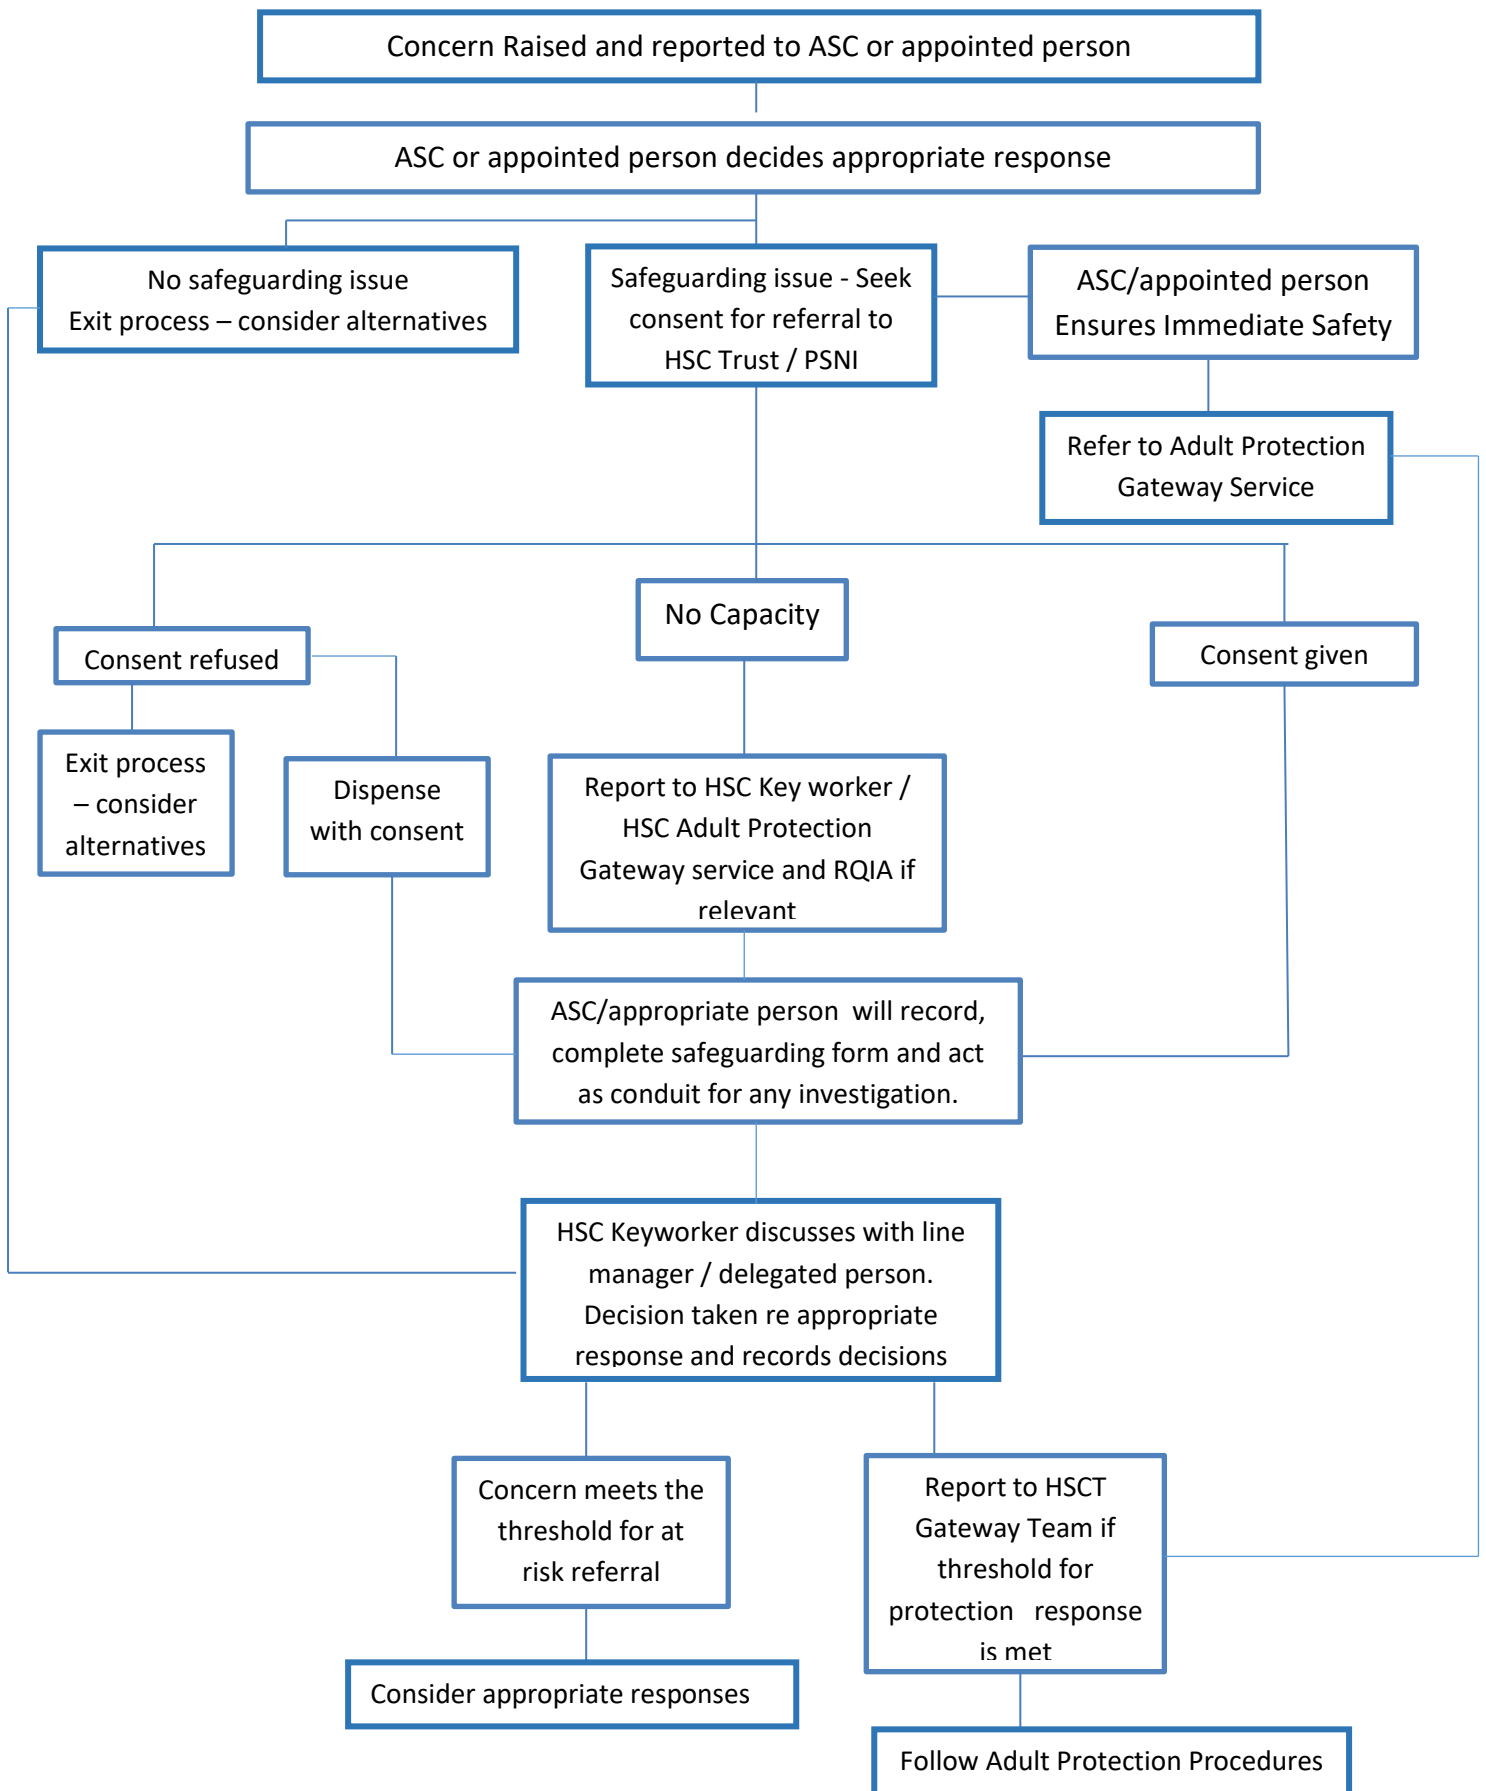 Concern Raised and reported to ASC or appointed person
ASC or appointed person decides appropriate response
No safeguarding issue
Exit process – consider alternatives
Safeguarding issue - Seek
consent for referral to
HSC Trust / PSNI
ASC/appointed person
Ensures Immediate Safety
Refer to Adult Protection
Gateway Service
Consent refused
No Capacity
Consent given
Exit process
– consider
alternatives
Dispense
with consent
Report to HSC Key worker /
HSC Adult Protection
Gateway service and RQIA if
relevant
ASC/appropriate person will record,
complete safeguarding form and act
as conduit for any investigation.
HSC Keyworker discusses with line
manager / delegated person.
Decision taken re appropriate
response and records decisions
Concern meets the
threshold for at
risk referral
Report to HSCT
Gateway Team if
threshold for
protection response
is met
Consider appropriate responses
Follow Adult Protection Procedures